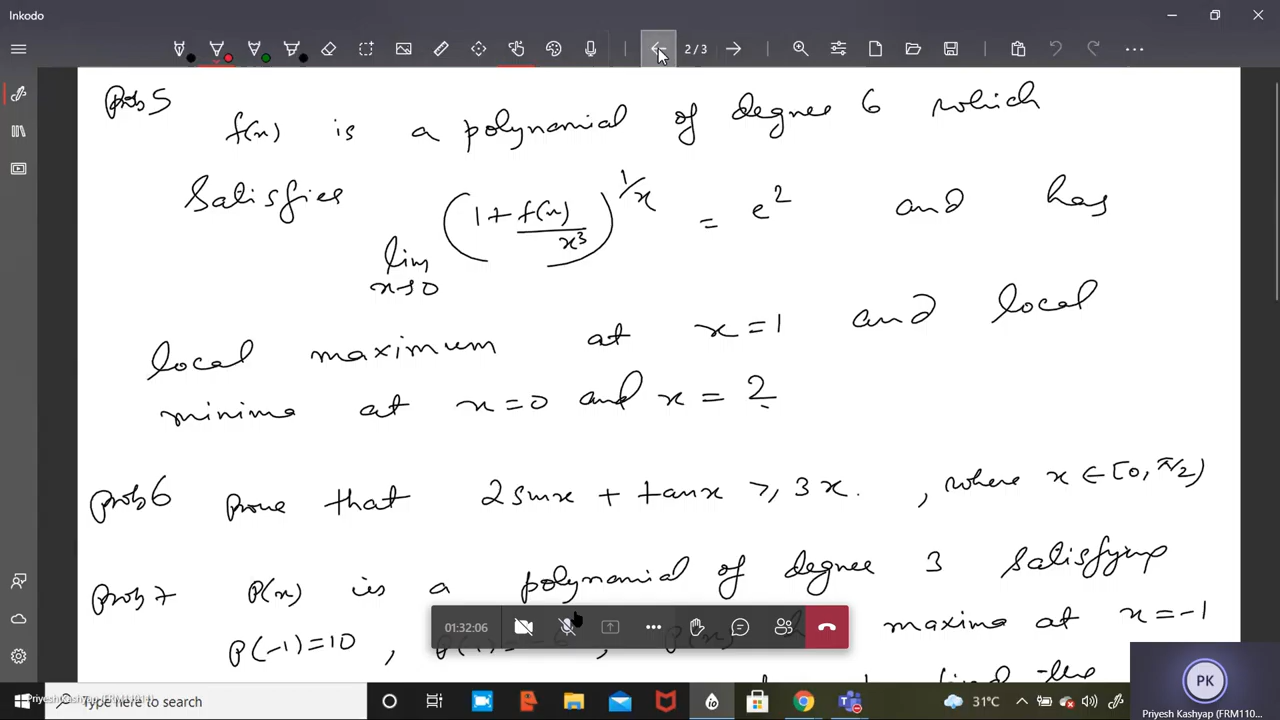 Inkodo
2/3
Prob 5
f(x) is a polynomial of degree 6 which
satisfies lim x→0 (1 + f(x)/x³)^(1/x) = e² and has
local maximum at x = 1 and local
minima at x = 0 and x = 2
Prob 6 Prove that 2 sin x + tan x ≥ 3x. , where x ∈ [0, π/2)
Prob 7 P(x) is a polynomial of degree 3 satisfying
P(-1) = 10 , P(x) maxima at x = -1
find the
01:32:06
PK
Priyesh Kashyap (FRM110...
Type here to search
31°C